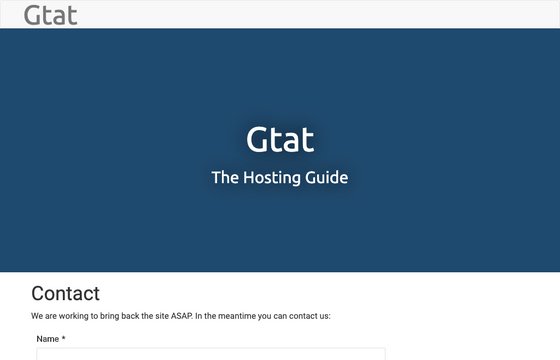 Gtat
Gtat
The Hosting Guide
Contact
We are working to bring back the site ASAP. In the meantime you can contact us:
Name *